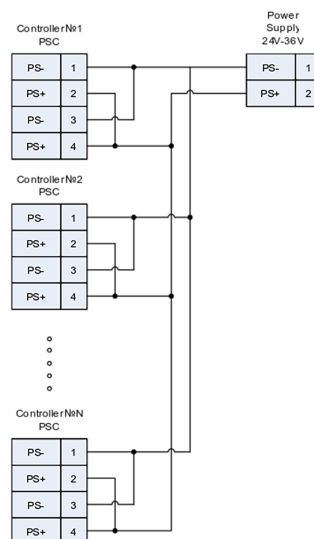 Controller№1
PSC
PS- 1
PS+ 2
PS- 3
PS+ 4
Power
Supply
24V-36V
PS- 1
PS+ 2
Controller№2
PSC
PS- 1
PS+ 2
PS- 3
PS+ 4
Controller№N
PSC
PS- 1
PS+ 2
PS- 3
PS+ 4